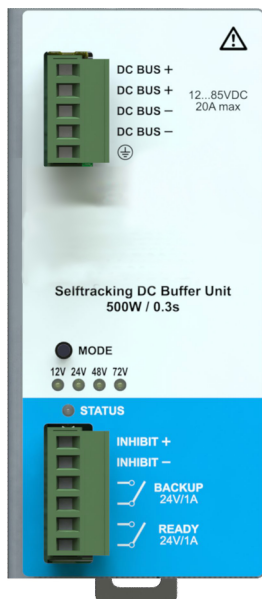 DC BUS +
DC BUS +
DC BUS −
DC BUS −
12...85VDC
20A max
Selftracking DC Buffer Unit
500W / 0.3s
MODE
12V 24V 48V 72V
STATUS
INHIBIT +
INHIBIT −
BACKUP
24V/1A
READY
24V/1A